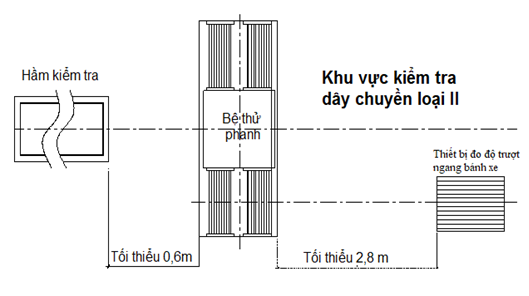 Hầm kiểm tra
Bệ thử
phanh
Khu vực kiểm tra
dây chuyền loại II
Thiết bị đo độ trượt
ngang bánh xe
Tối thiểu 0,6m
Tối thiểu 2,8 m